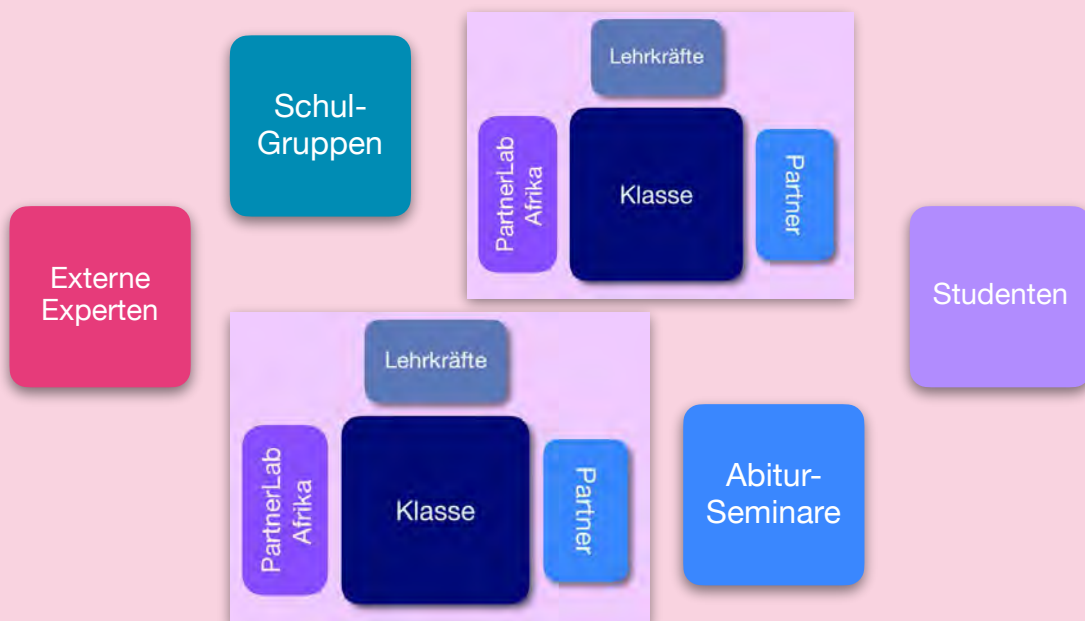 Schul-
Gruppen
Lehrkräfte
PartnerLab
Afrika
Klasse
Partner
Externe
Experten
Studenten
Lehrkräfte
PartnerLab
Afrika
Klasse
Partner
Abitur-
Seminare